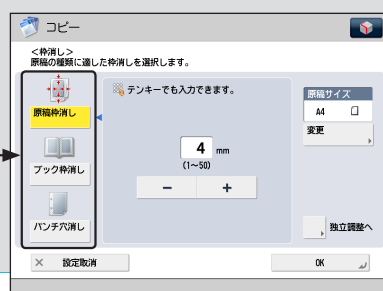 コピー
<枠消し>
原稿の種類に適した枠消しを選択します。
原稿枠消し
ブック枠消し
パンチ穴消し
テンキーでも入力できます。
4 mm
(1～50)
－ ＋
原稿サイズ
A4
変更
独立調整へ
× 設定取消
OK